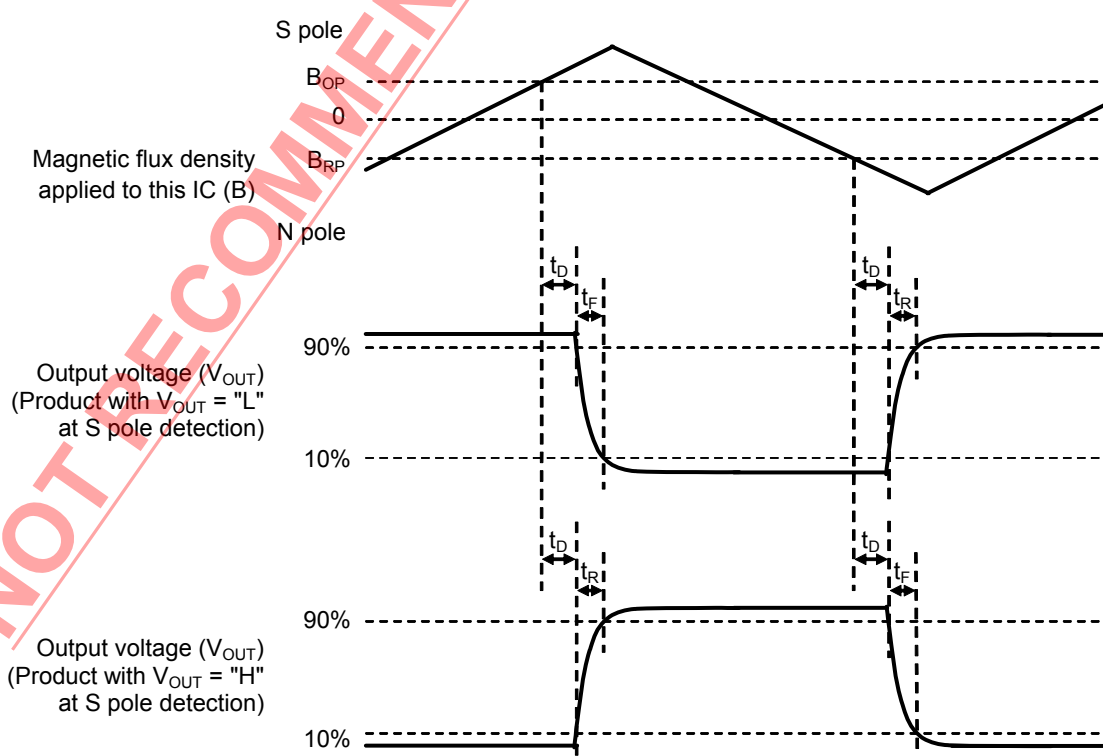 S pole
B_OP
0
B_RP
Magnetic flux density
applied to this IC (B)
N pole
t_D
t_F
t_D
t_R
90%
Output voltage (V_OUT)
(Product with V_OUT = "L"
at S pole detection)
10%
t_D
t_R
t_D
t_F
90%
Output voltage (V_OUT)
(Product with V_OUT = "H"
at S pole detection)
10%
NOT RECOMMEN